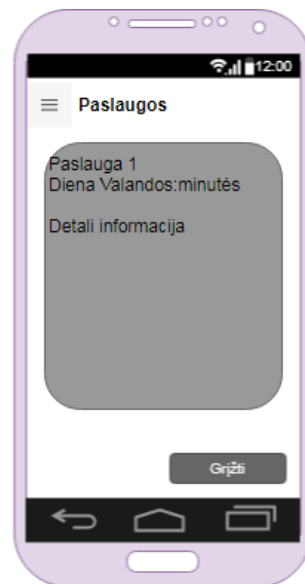 12:00
Paslaugos
Paslauga 1
Diena Valandos:minutės
Detali informacija
Grįžti